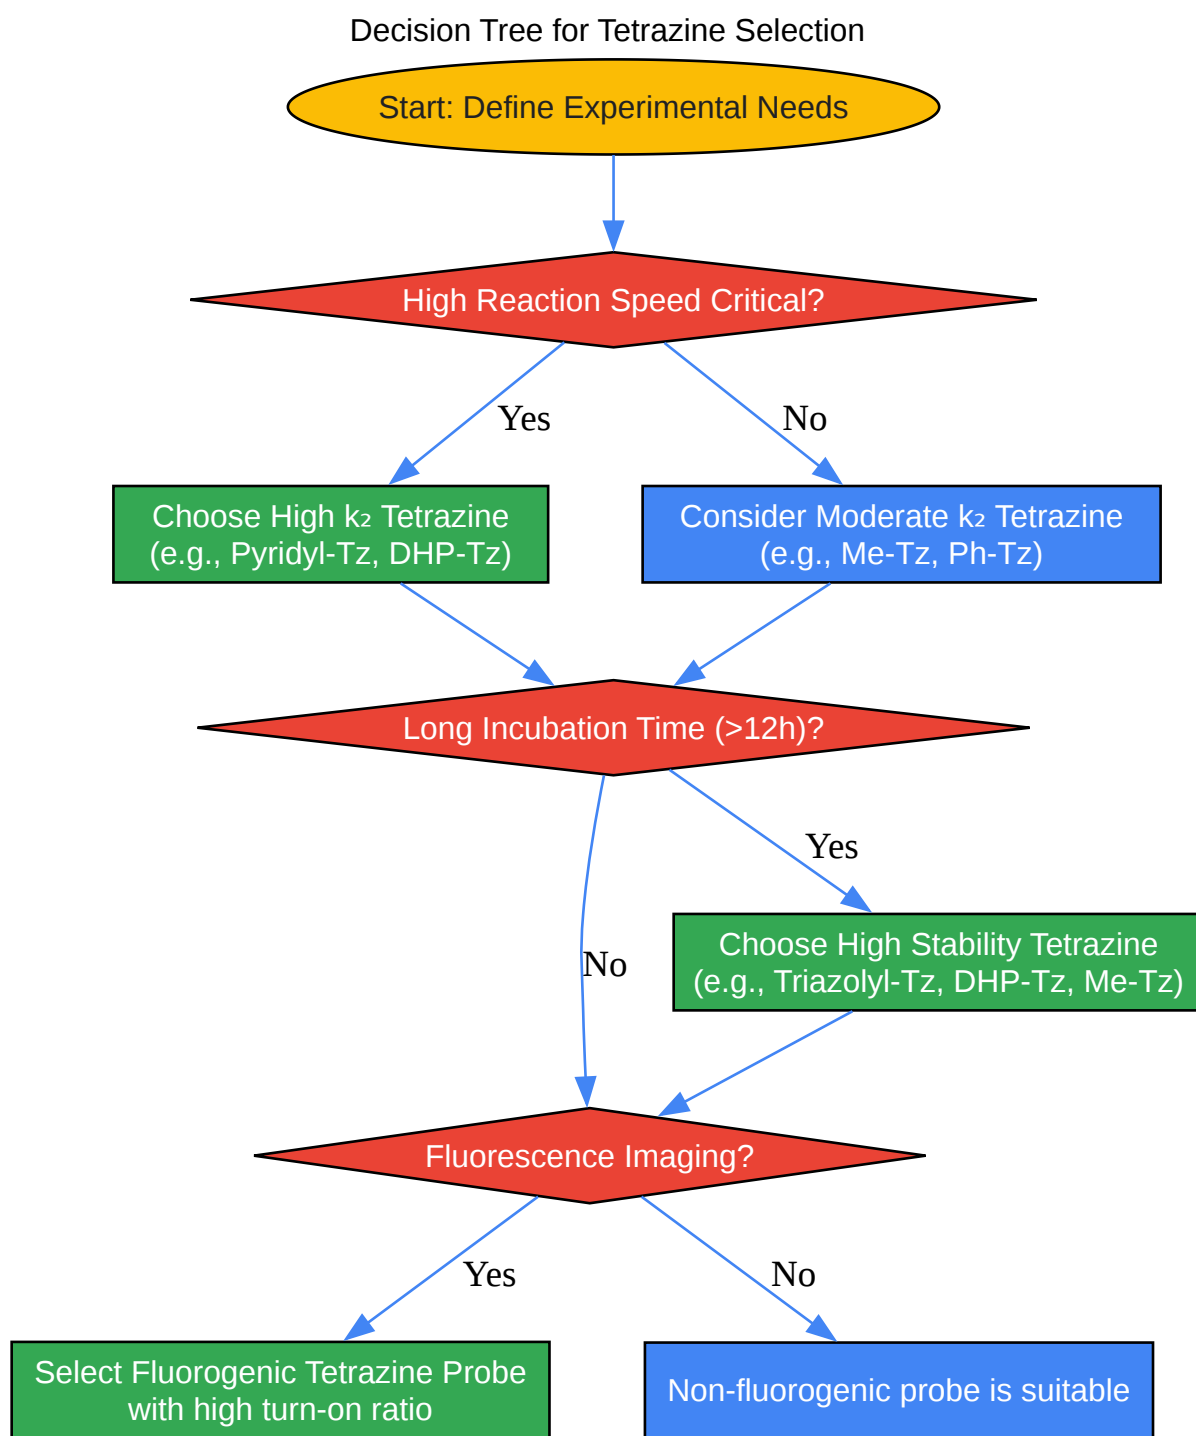 Decision Tree for Tetrazine Selection
Start: Define Experimental Needs
High Reaction Speed Critical?
Yes
No
Choose High k₂ Tetrazine
(e.g., Pyridyl-Tz, DHP-Tz)
Consider Moderate k₂ Tetrazine
(e.g., Me-Tz, Ph-Tz)
Long Incubation Time (>12h)?
Yes
No
Choose High Stability Tetrazine
(e.g., Triazolyl-Tz, DHP-Tz, Me-Tz)
Fluorescence Imaging?
Yes
No
Select Fluorogenic Tetrazine Probe
with high turn-on ratio
Non-fluorogenic probe is suitable